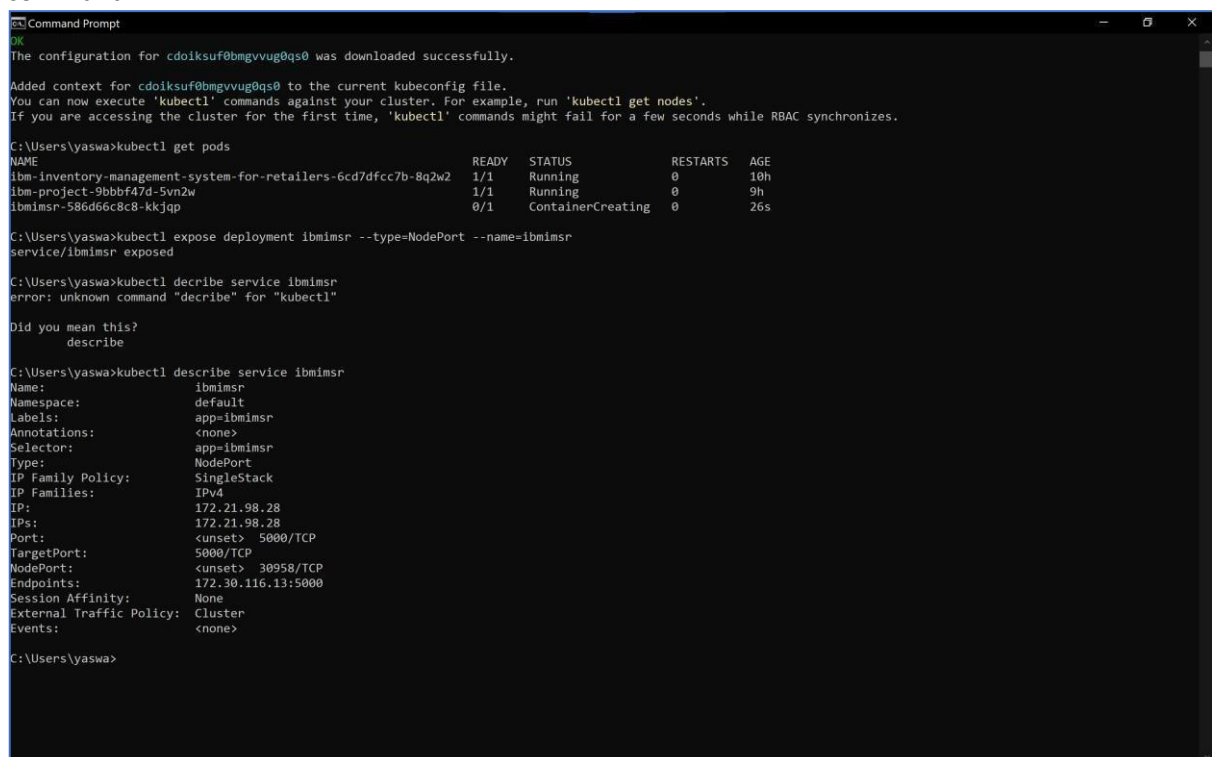 Command Prompt
OK
The configuration for cdoiksuf0bmgvvug0qs0 was downloaded successfully.
Added context for cdoiksuf0bmgvvug0qs0 to the current kubeconfig file.
You can now execute 'kubectl' commands against your cluster. For example, run 'kubectl get nodes'.
If you are accessing the cluster for the first time, 'kubectl' commands might fail for a few seconds while RBAC synchronizes.
C:\Users\yaswa>kubectl get pods
NAME READY STATUS RESTARTS AGE
ibm-inventory-management-system-for-retailers-6cd7dfcc7b-8q2w2 1/1 Running 0 10h
ibm-project-9bbbf47d-5vn2w 1/1 Running 0 9h
ibmimsr-586d66c8c8-kkjqp 0/1 ContainerCreating 0 26s
C:\Users\yaswa>kubectl expose deployment ibmimsr --type=NodePort --name=ibmimsr
service/ibmimsr exposed
C:\Users\yaswa>kubectl decribe service ibmimsr
error: unknown command "decribe" for "kubectl"
Did you mean this?
describe
C:\Users\yaswa>kubectl describe service ibmimsr
Name: ibmimsr
Namespace: default
Labels: app=ibmimsr
Annotations: <none>
Selector: app=ibmimsr
Type: NodePort
IP Family Policy: SingleStack
IP Families: IPv4
IP: 172.21.98.28
IPs: 172.21.98.28
Port: <unset> 5000/TCP
TargetPort: 5000/TCP
NodePort: <unset> 30958/TCP
Endpoints: 172.30.116.13:5000
Session Affinity: None
External Traffic Policy: Cluster
Events: <none>
C:\Users\yaswa>